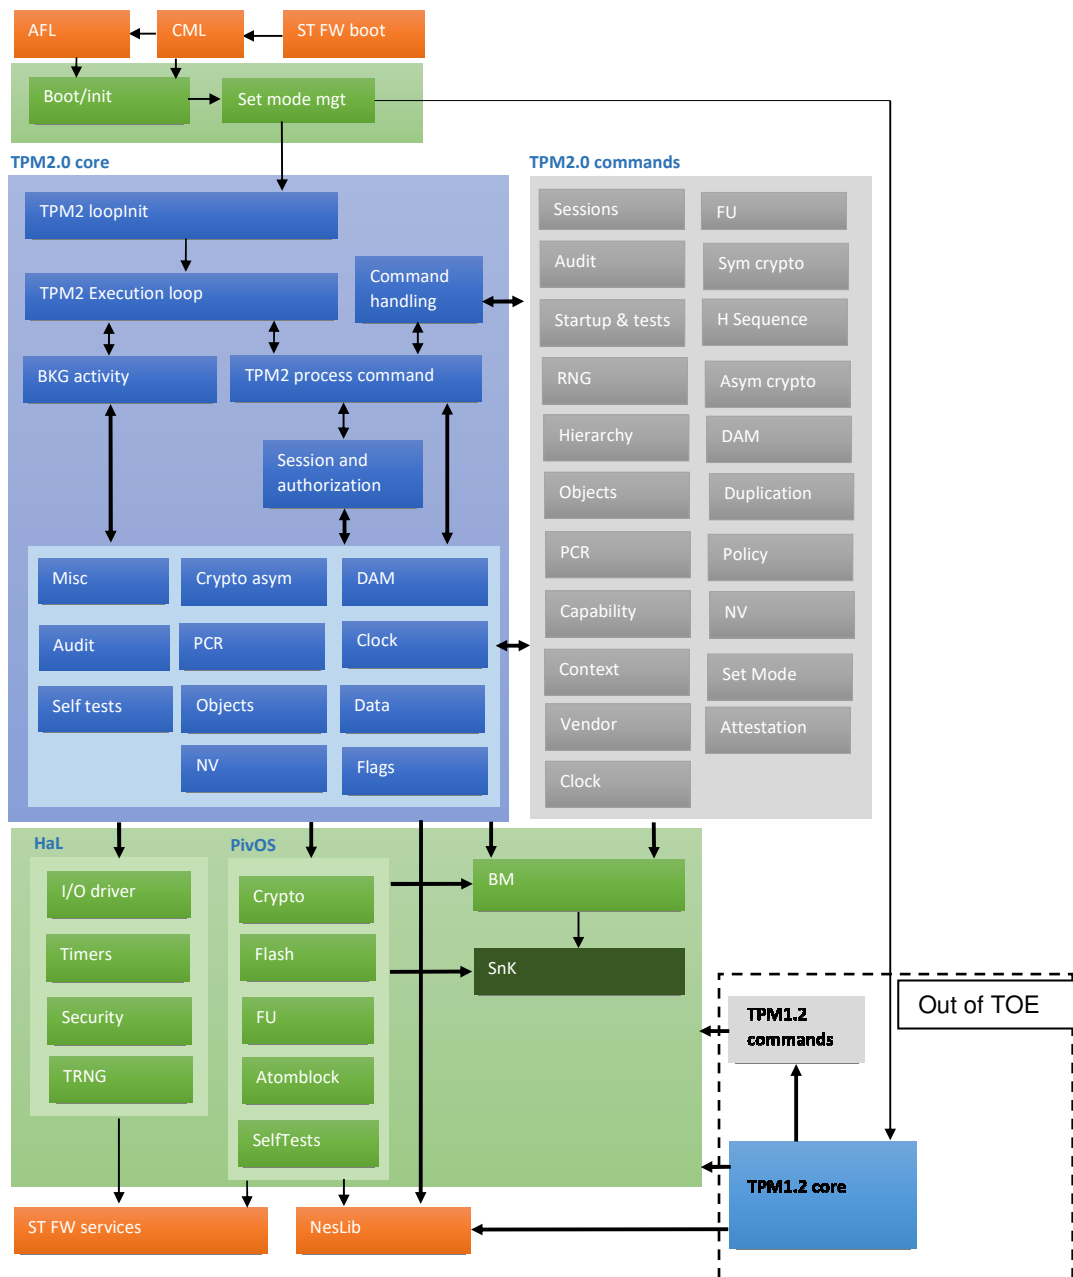 AFL
CML
ST FW boot
Boot/init
Set mode mgt
TPM2.0 core
TPM2.0 commands
TPM2 loopInit
TPM2 Execution loop
Command
handling
BKG activity
TPM2 process command
Session and
authorization
Misc
Crypto asym
DAM
Audit
PCR
Clock
Self tests
Objects
Data
NV
Flags
Sessions
FU
Audit
Sym crypto
Startup & tests
H Sequence
RNG
Asym crypto
Hierarchy
DAM
Objects
Duplication
PCR
Policy
Capability
NV
Context
Set Mode
Vendor
Attestation
Clock
HaL
I/O driver
Timers
Security
TRNG
PivOS
Crypto
Flash
FU
Atomblock
SelfTests
BM
SnK
Out of TOE
TPM1.2
commands
TPM1.2 core
ST FW services
NesLib